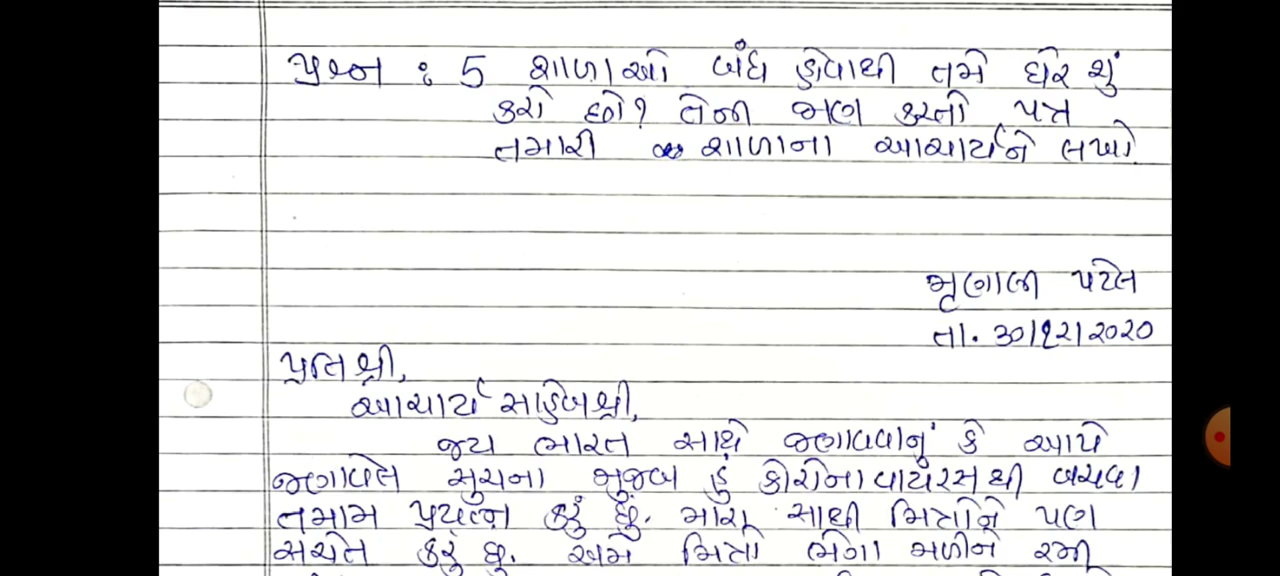 પ્રશ્ન : 5 શાળાઓ બંધ હોવાથી તમે ઘેર શું
કરો છો? તેની જાણ કરતો પત્ર
તમારી શાળાના આચાર્યને લખો.
મૃણાલી પટેલ
તા. 30/12/2020
પ્રતિ શ્રી,
આચાર્ય સાહેબશ્રી,
જય ભારત સાથે જણાવવાનું કે આપે
જણાવેલ સુચના મુજબ હું કોરોના વાયરસ થી બચવા
તમામ પ્રયત્ન કરું છું. મારા સાથી મિત્રોને પણ
સચેત કરું છુ. અમે મિત્રો ભેગા મળીને રમી